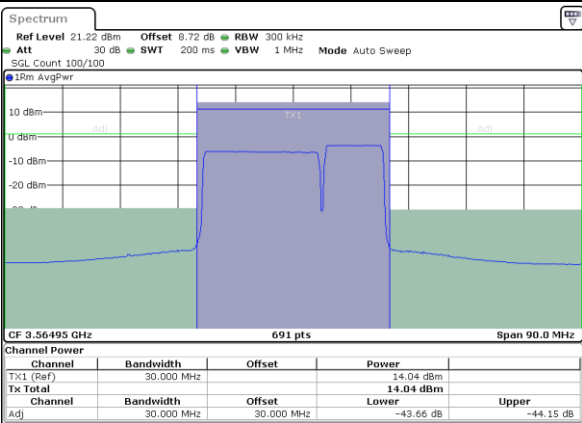 Spectrum
Ref Level 21.22 dBm Offset 8.72 dB RBW 300 kHz
Att 30 dB SWT 200 ms VBW 1 MHz Mode Auto Sweep
SGL Count 100/100
1Rm AvgPwr
10 dBm
TX1
Adj Adj
0 dBm
-10 dBm
-20 dBm
CF 3.56495 GHz 691 pts Span 90.0 MHz
Channel Power
Channel Bandwidth Offset Power
TX1 (Ref) 30.000 MHz 14.04 dBm
Tx Total 14.04 dBm
Channel Bandwidth Offset Lower Upper
Adj 30.000 MHz 30.000 MHz -43.66 dB -44.15 dB